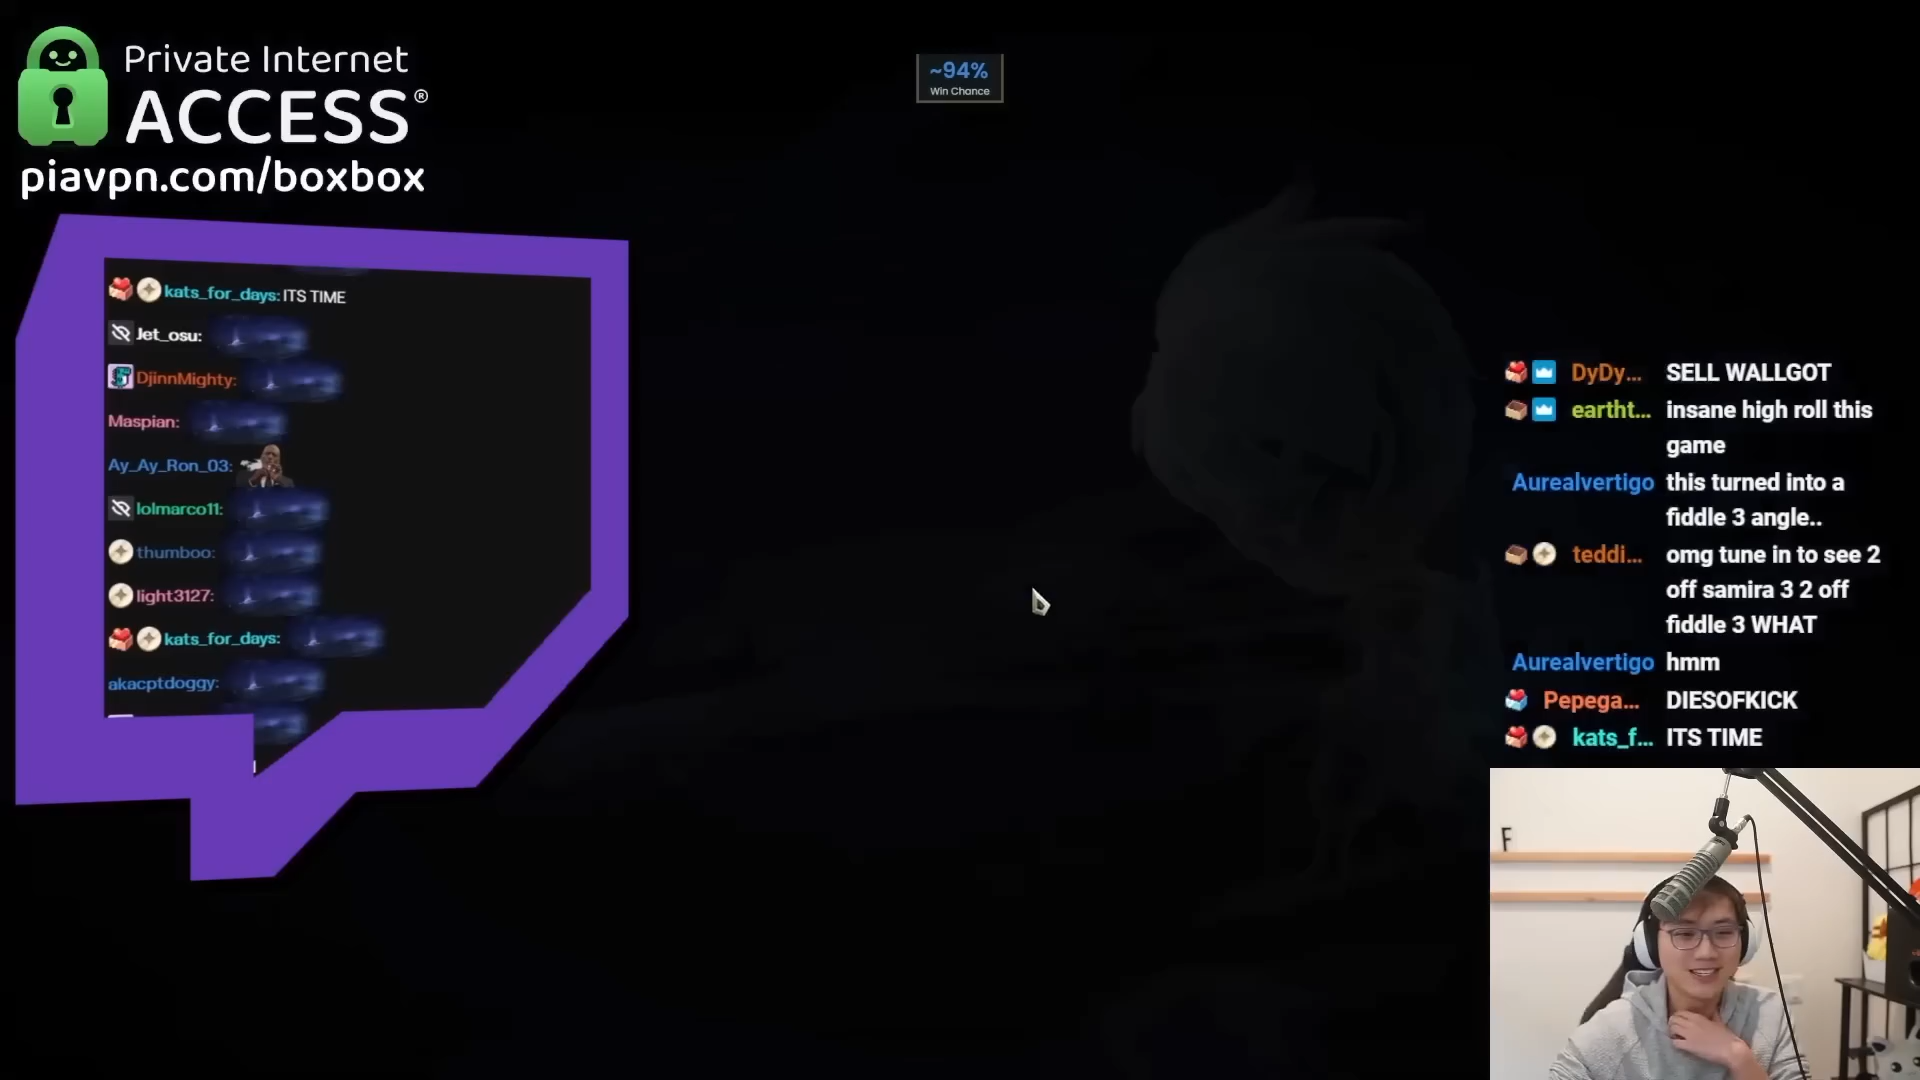 Private Internet
ACCESS®
piavpn.com/boxbox
~94%
Win Chance
kats_for_days: ITS TIME
Jet_osu:
DjinnMighty:
Maspian:
Ay_Ay_Ron_03:
lolmarco11:
thumboo:
light3127:
kats_for_days:
akacptdoggy:
DyDy... SELL WALLGOT
eartht... insane high roll this
game
Aurealvertigo this turned into a
fiddle 3 angle..
teddi... omg tune in to see 2
off samira 3 2 off
fiddle 3 WHAT
Aurealvertigo hmm
Pepega... DIESOFKICK
kats_f... ITS TIME
F